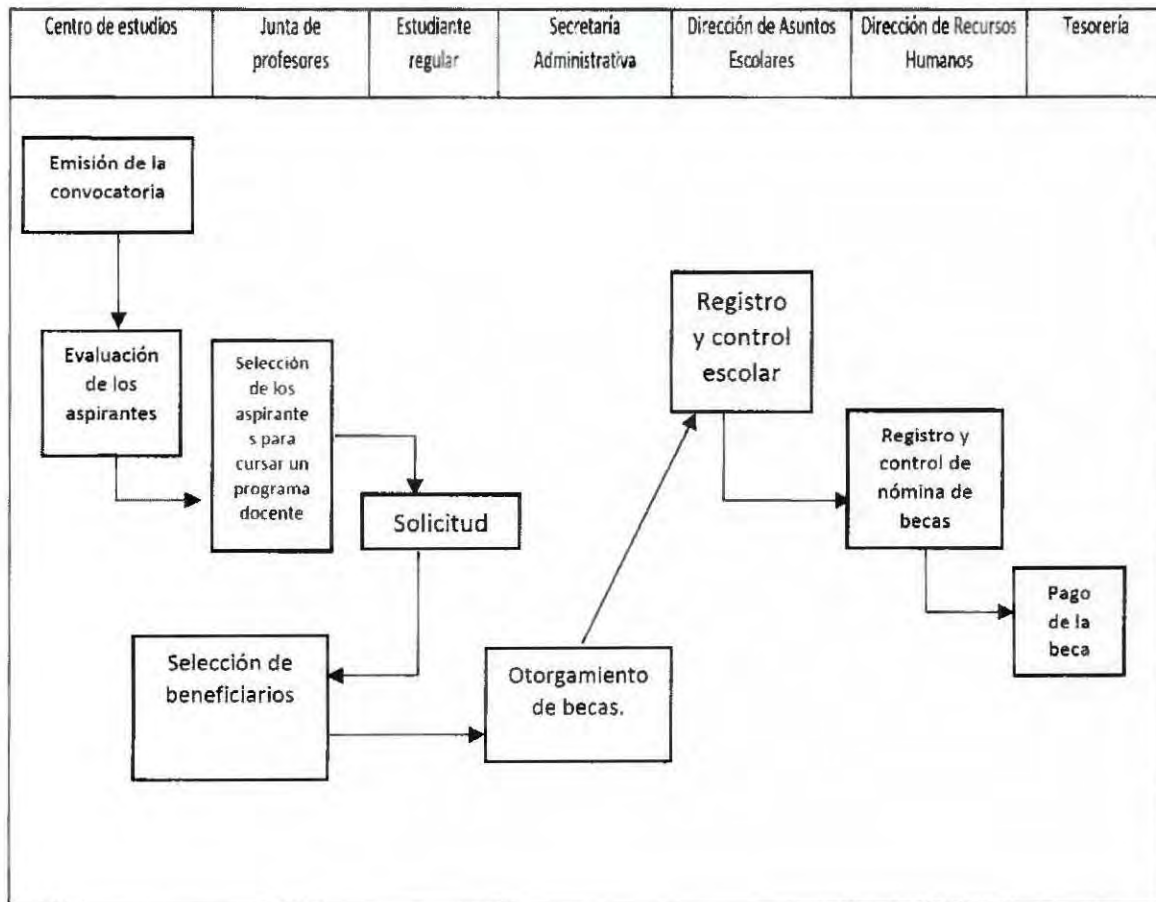 Centro de estudios
Junta de
profesores
Estudiante
regular
Secretaría
Administrativa
Dirección de Asuntos
Escolares
Dirección de Recursos
Humanos
Tesorería
Emisión de la
convocatoria
Evaluación
de los
aspirantes
Selección
de los
aspirante
s para
cursar un
programa
docente
Solicitud
Selección de
beneficiarios
Otorgamiento
de becas.
Registro
y control
escolar
Registro y
control de
nómina de
becas
Pago
de la
beca